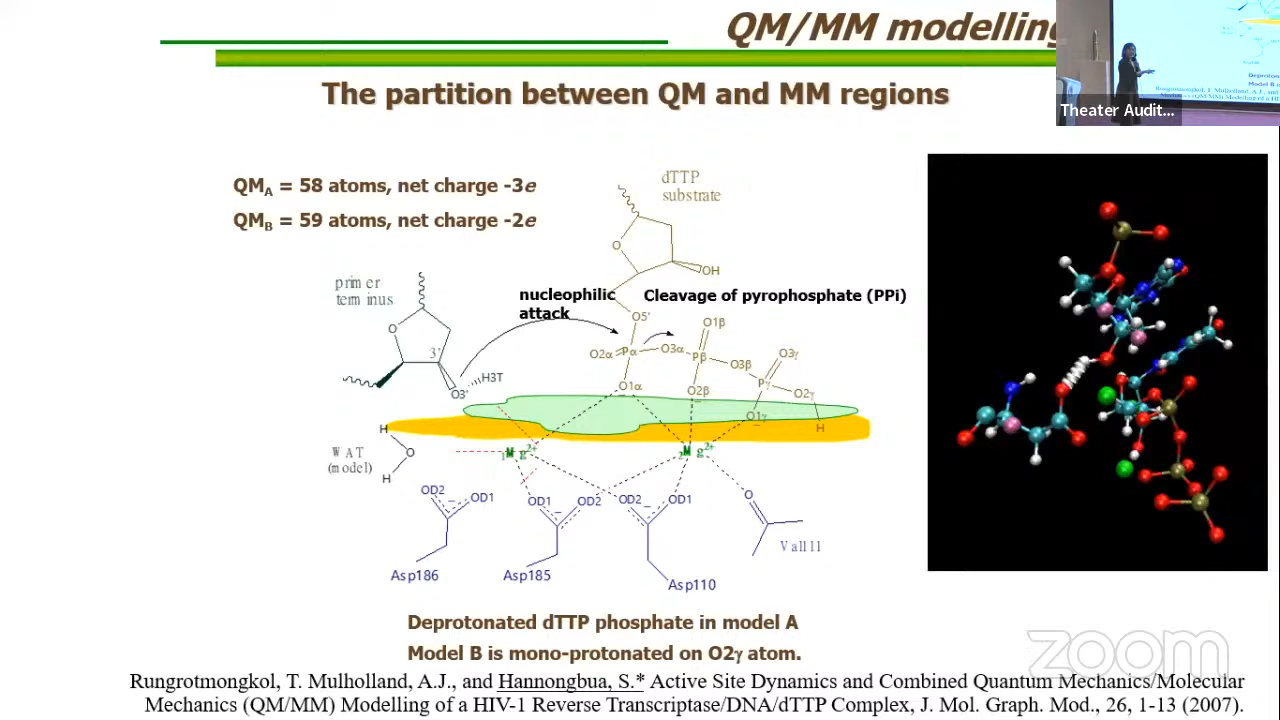 QM/MM modelling
The partition between QM and MM regions
QMA = 58 atoms, net charge -3e
QMB = 59 atoms, net charge -2e
dTTP
substrate
O
OH
primer
terminus
O
3'
O3'
H3T
nucleophilic
attack
Cleavage of pyrophosphate (PPi)
O5'
O1β
O2α
Pα
O3α
Pβ
O3β
O3γ
Pγ
O2γ
O1α
O2β
O1γ
H
H
WAT
(model)
O
H
1Mg2+
2Mg2+
OD2
OD1
OD1
OD2
OD2
OD1
O
Val111
Asp186
Asp185
Asp110
Deprotonated dTTP phosphate in model A
Model B is mono-protonated on O2γ atom.
Rungrotmongkol, T. Mulholland, A.J., and Hannongbua, S.* Active Site Dynamics and Combined Quantum Mechanics/Molecular
Mechanics (QM/MM) Modelling of a HIV-1 Reverse Transcriptase/DNA/dTTP Complex, J. Mol. Graph. Mod., 26, 1-13 (2007).
Theater Audit...
zoom